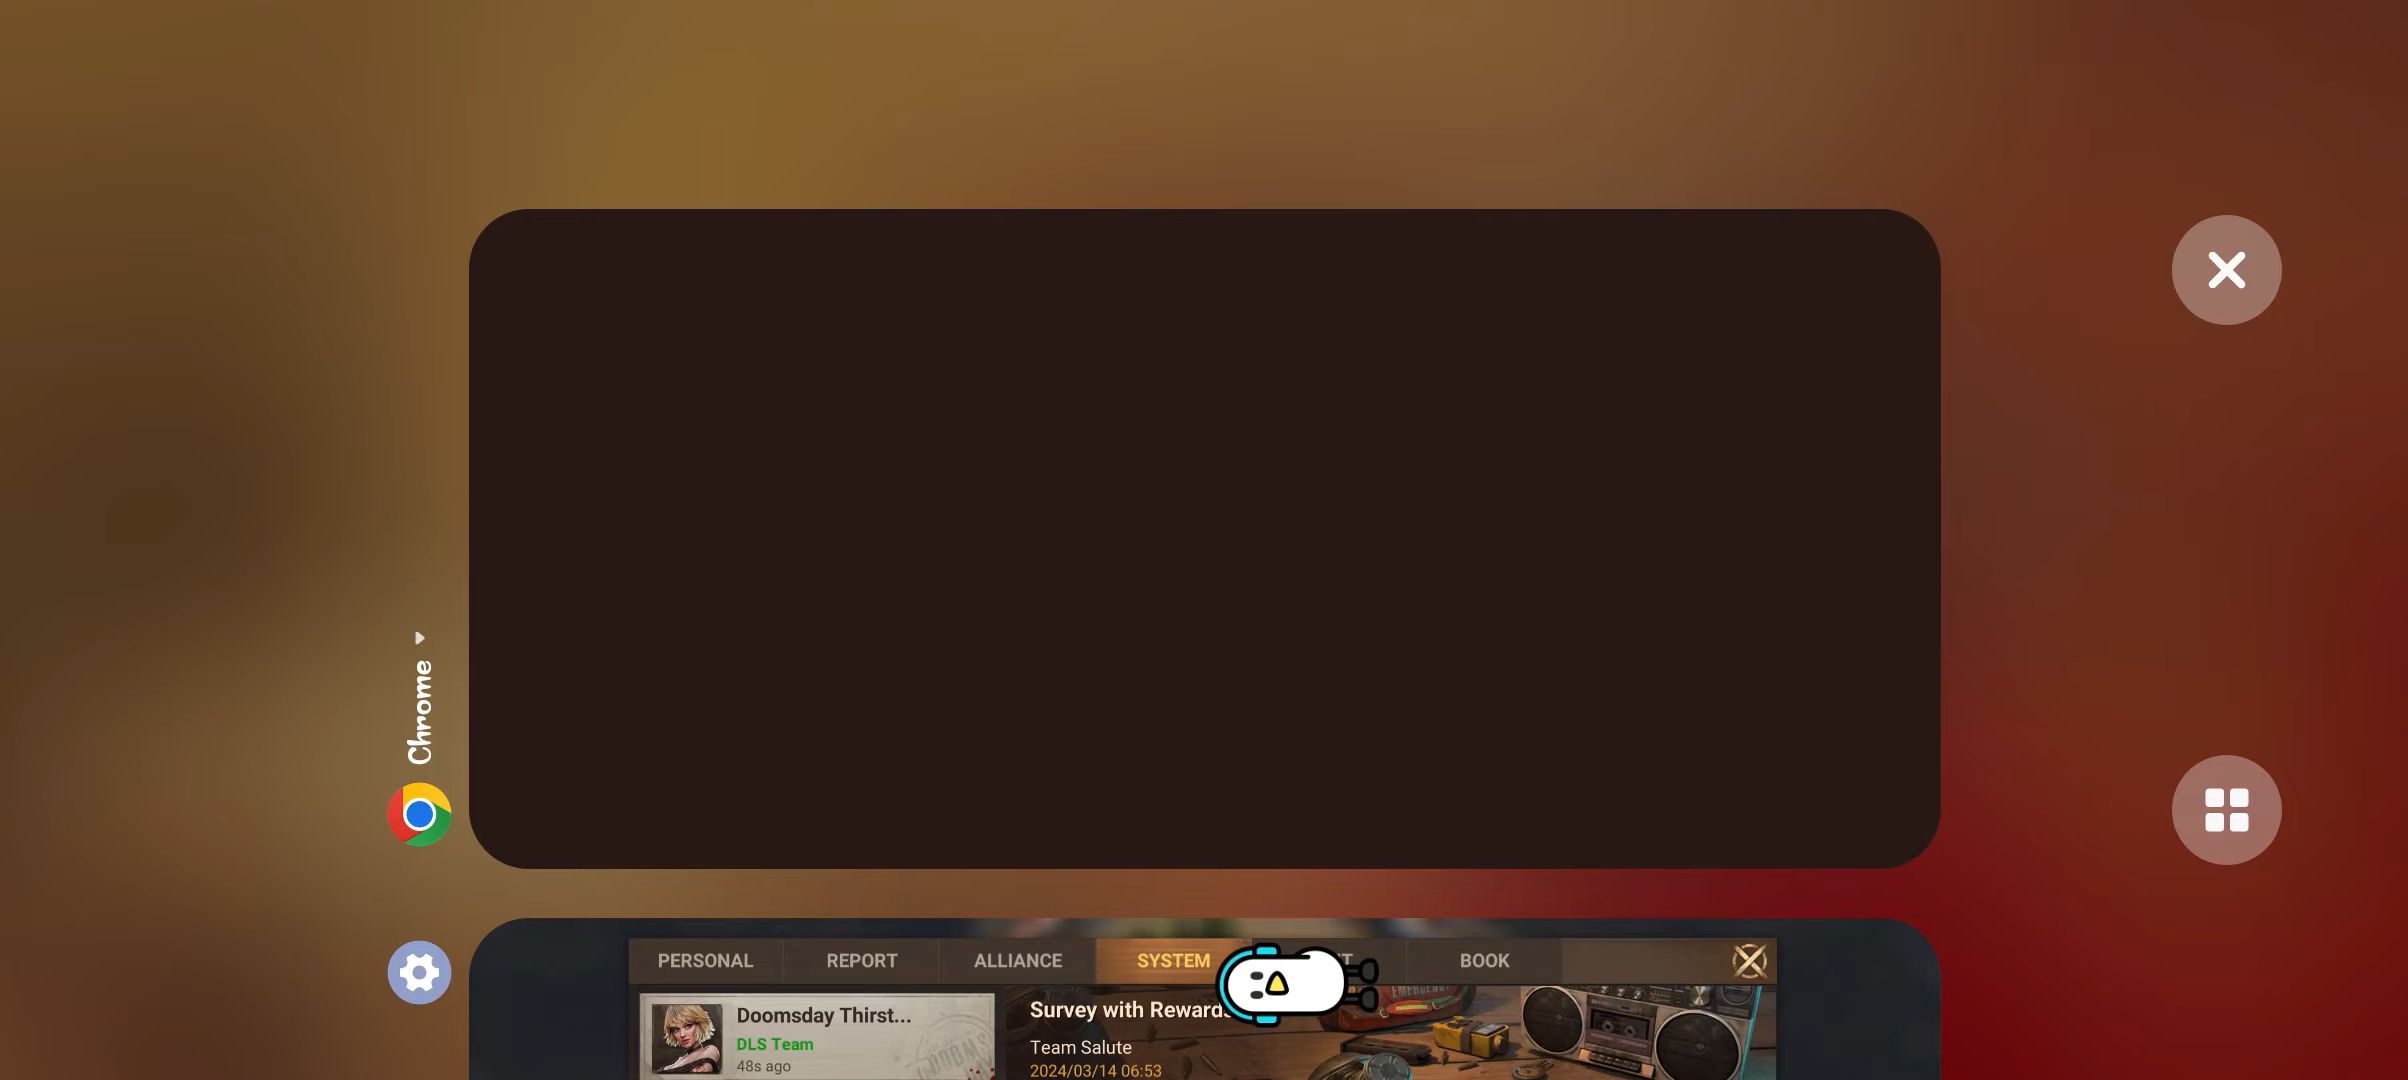 Chrome
PERSONAL REPORT ALLIANCE SYSTEM BOOK
Doomsday Thirst...
DLS Team
48s ago
Survey with Rewards
Team Salute
2024/03/14 06:53